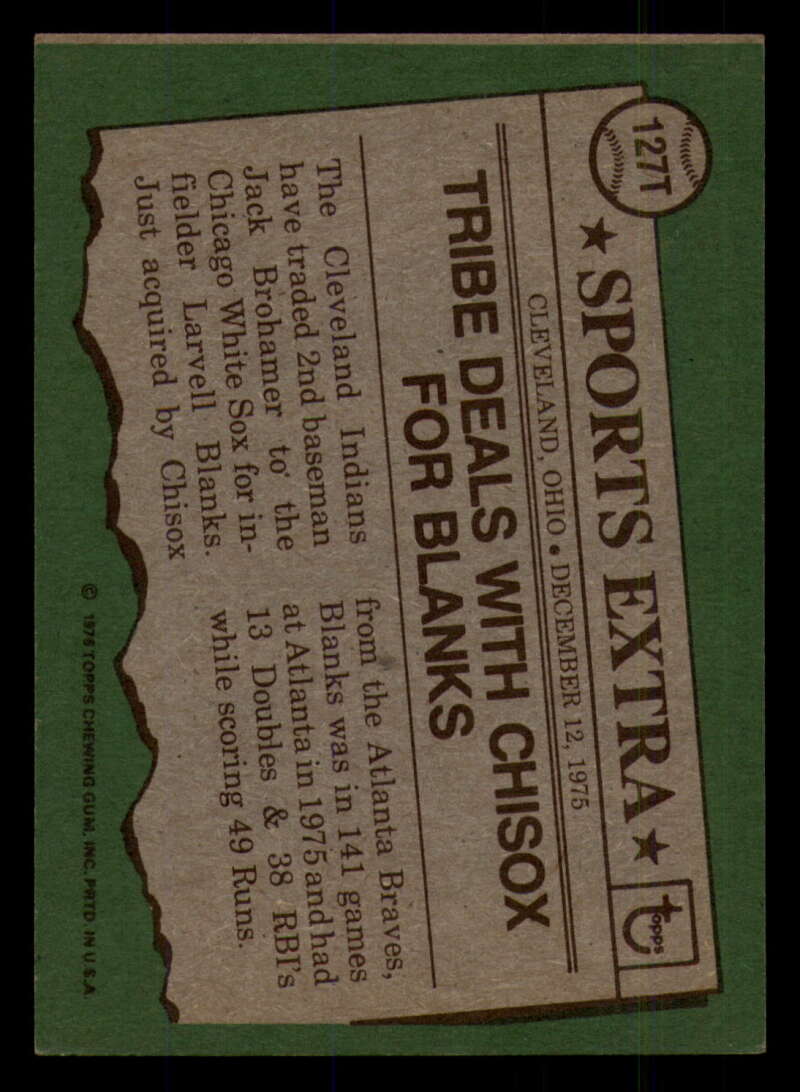 127T
★ SPORTS EXTRA ★
topps
CLEVELAND, OHIO • DECEMBER 12, 1975
TRIBE DEALS WITH CHISOX
FOR BLANKS
The Cleveland Indians
have traded 2nd baseman
Jack Brohamer to the
Chicago White Sox for in-
fielder Larvell Blanks.
Just acquired by Chisox
from the Atlanta Braves,
Blanks was in 141 games
at Atlanta in 1975 and had
13 Doubles & 38 RBI's
while scoring 49 Runs.
© 1976 TOPPS CHEWING GUM, INC. PRTD. IN U.S.A.